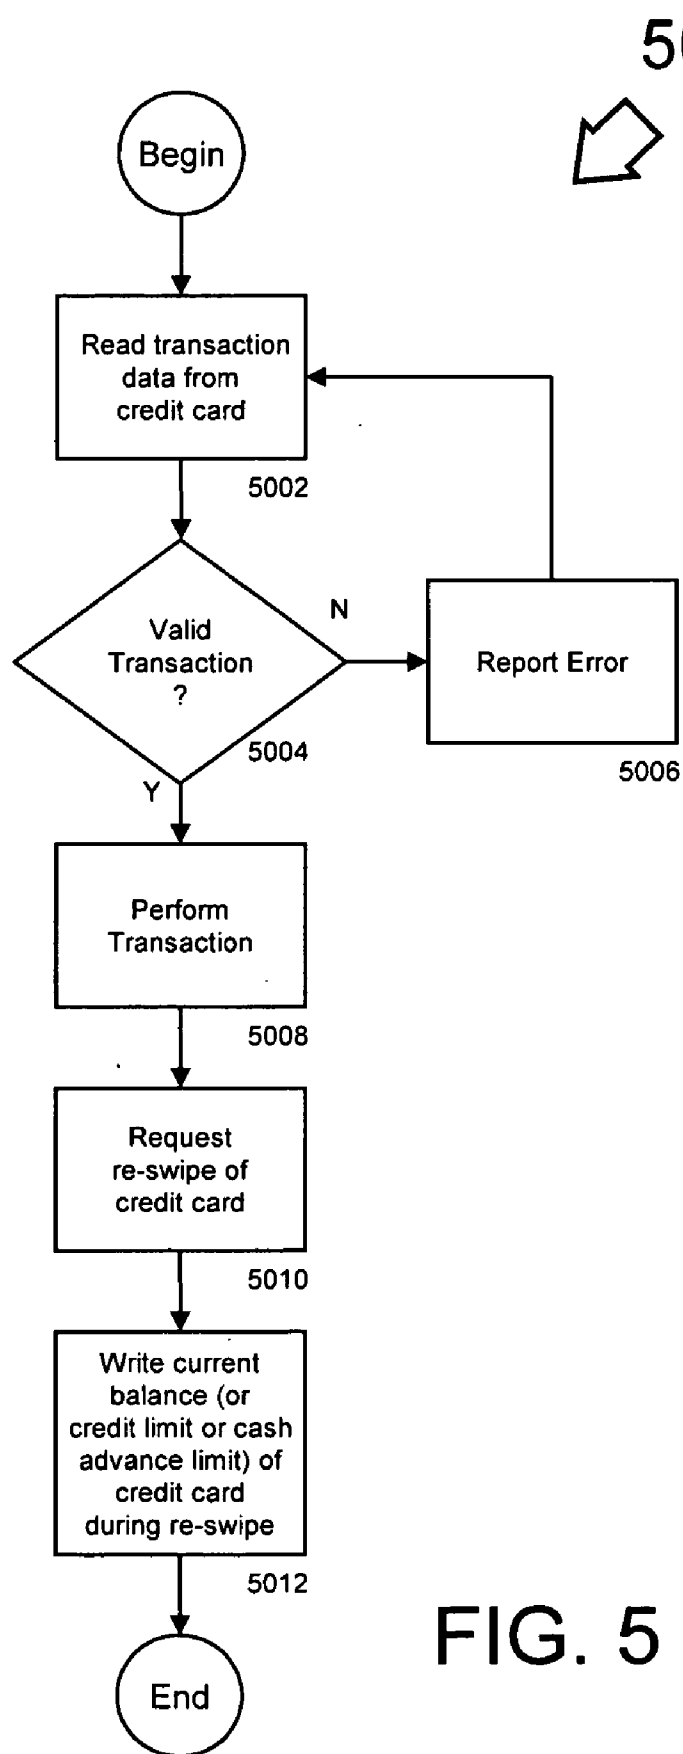 Begin
Read transaction
data from
credit card
5002
Valid
Transaction
?
5004
N
Report Error
5006
Y
Perform
Transaction
5008
Request
re-swipe of
credit card
5010
Write current
balance (or
credit limit or cash
advance limit) of
credit card
during re-swipe
5012
End
FIG. 5